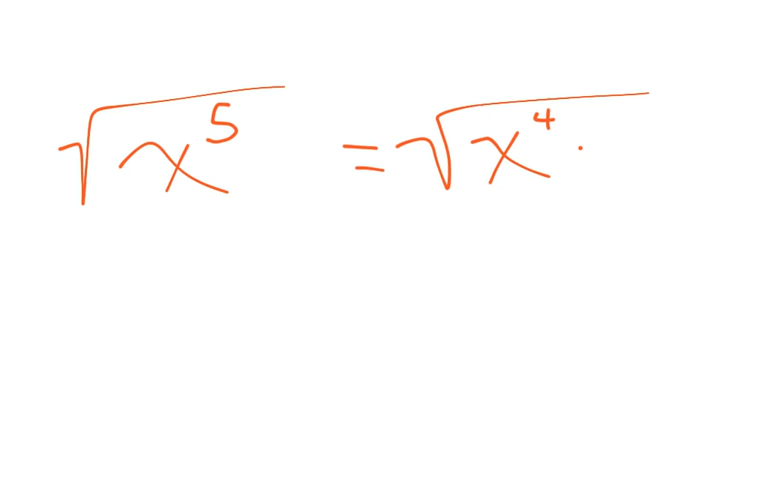 √x⁵ = √x⁴ ·